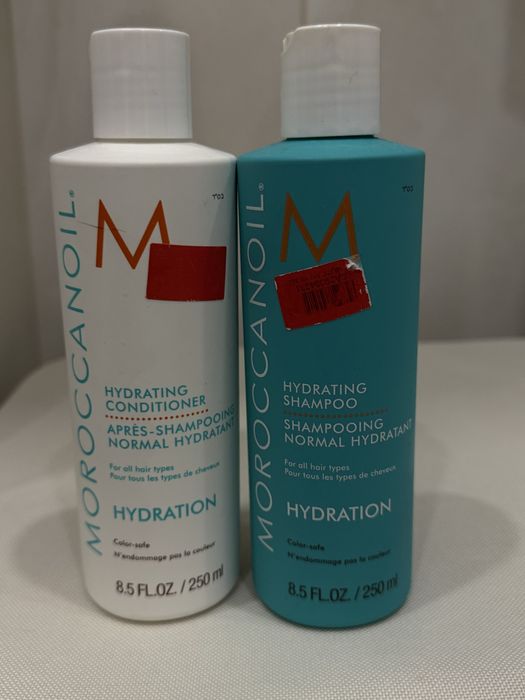 M
MOROCCANOIL®
HYDRATING
CONDITIONER
APRÈS-SHAMPOOING
NORMAL HYDRATANT
For all hair types
Pour tous les types de cheveux
HYDRATION
Color-safe
N'endommage pas la couleur
8.5 FL.OZ. / 250 ml
M
MOROCCANOIL®
HYDRATING
SHAMPOO
SHAMPOOING
NORMAL HYDRATANT
For all hair types
Pour tous les types de cheveux
HYDRATION
Color-safe
N'endommage pas la couleur
8.5 FL.OZ. / 250 ml